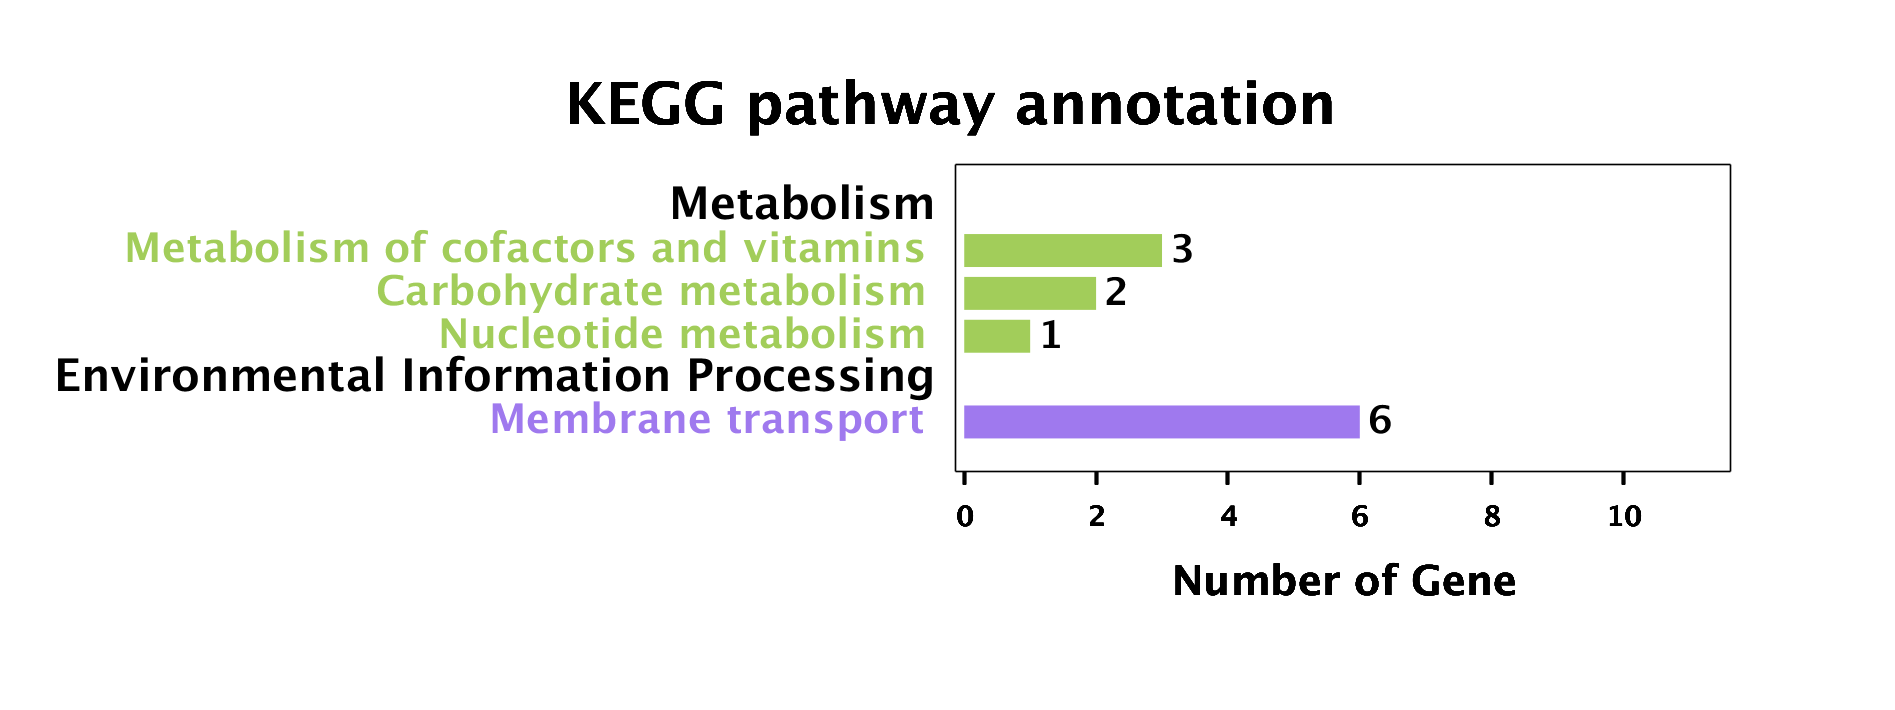 KEGG pathway annotation
Metabolism
Metabolism of cofactors and vitamins 3
Carbohydrate metabolism 2
Nucleotide metabolism 1
Environmental Information Processing
Membrane transport 6
0 2 4 6 8 10
Number of Gene